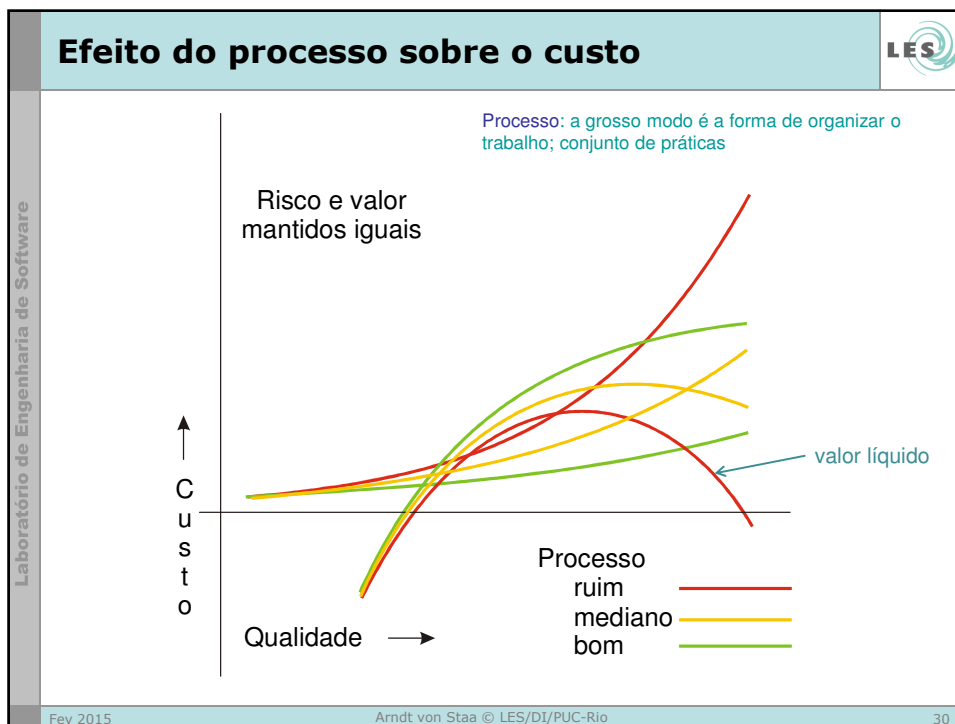 Efeito do processo sobre o custo
LES
Laboratório de Engenharia de Software
Processo: a grosso modo é a forma de organizar o
trabalho; conjunto de práticas
Risco e valor
mantidos iguais
valor líquido
Custo
Qualidade
Processo
ruim
mediano
bom
Fev 2015
Arndt von Staa © LES/DI/PUC-Rio
30